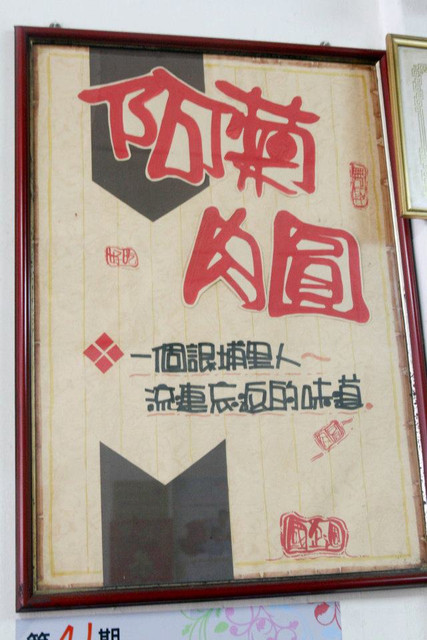 阿菊
肉圓
一個讓埔里人~
流連忘返的味道.
第41期